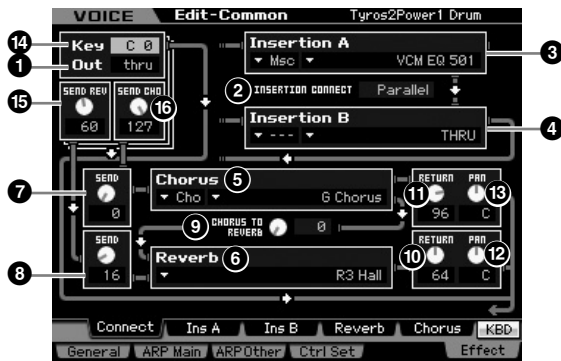 VOICE Edit-Common Tyros2Power1 Drum
14 Key C 0
1 Out thru
Insertion A
Msc VCM EQ 501 3
15 SEND REV SEND CHO 16
60 127
2 INSERTION CONNECT Parallel
Insertion B
--- THRU 4
7 SEND
0
Chorus 5
Cho G Chorus
11 RETURN PAN 13
96 C
9 CHORUS TO REVERB 0
8 SEND
16
Reverb 6
R3 Hall
10 RETURN PAN 12
64 C
Connect Ins A Ins B Reverb Chorus KBD
General ARP Main ARP Other Ctrl Set Effect